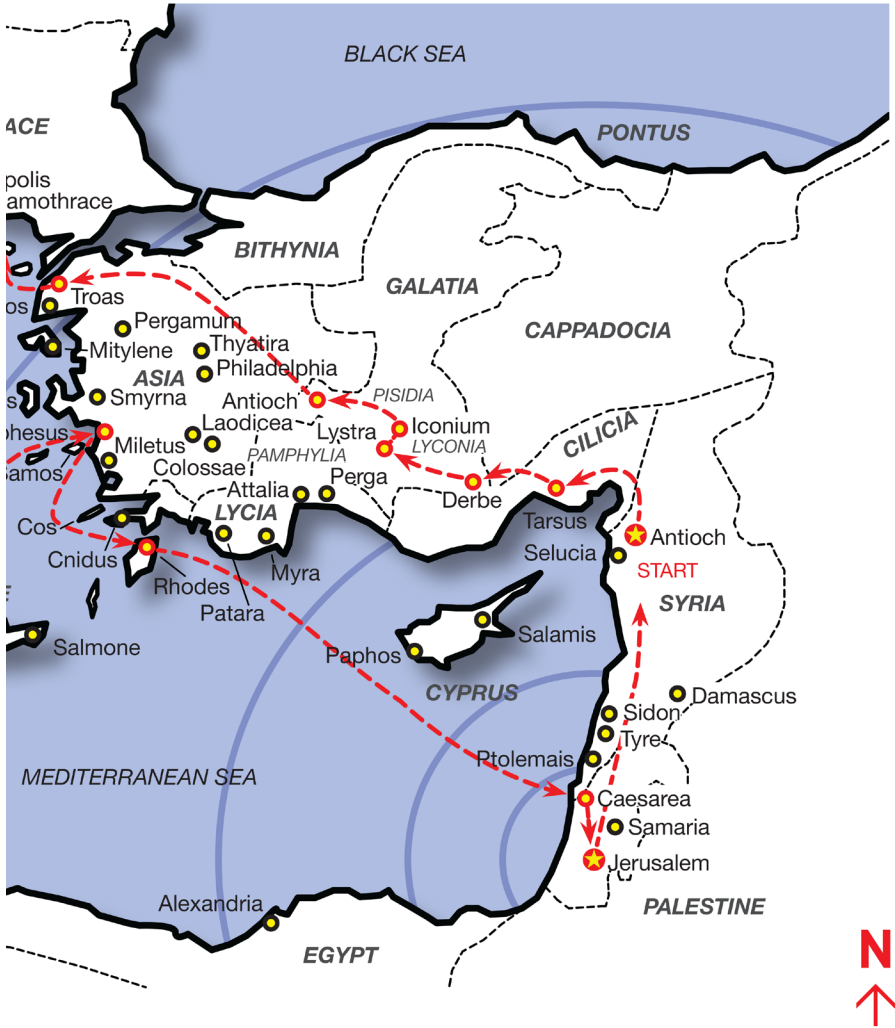 BLACK SEA
ACE
PONTUS
polis
amothrace
BITHYNIA
GALATIA
Troas
os
Pergamum
CAPPADOCIA
Mitylene
Thyatira
Philadelphia
ASIA
PISIDIA
Smyrna
Antioch
s
Laodicea
Lystra
Iconium
phesus
Miletus
LYCONIA
CILICIA
PAMPHYLIA
Colossae
Samos
Perga
Attalia
Derbe
LYCIA
Tarsus
Cos
Antioch
Cnidus
Selucia
Myra
START
Rhodes
E
Patara
SYRIA
Salamis
Salmone
Paphos
CYPRUS
Damascus
Sidon
Tyre
Ptolemais
MEDITERRANEAN SEA
Caesarea
Samaria
Jerusalem
Alexandria
PALESTINE
EGYPT
N